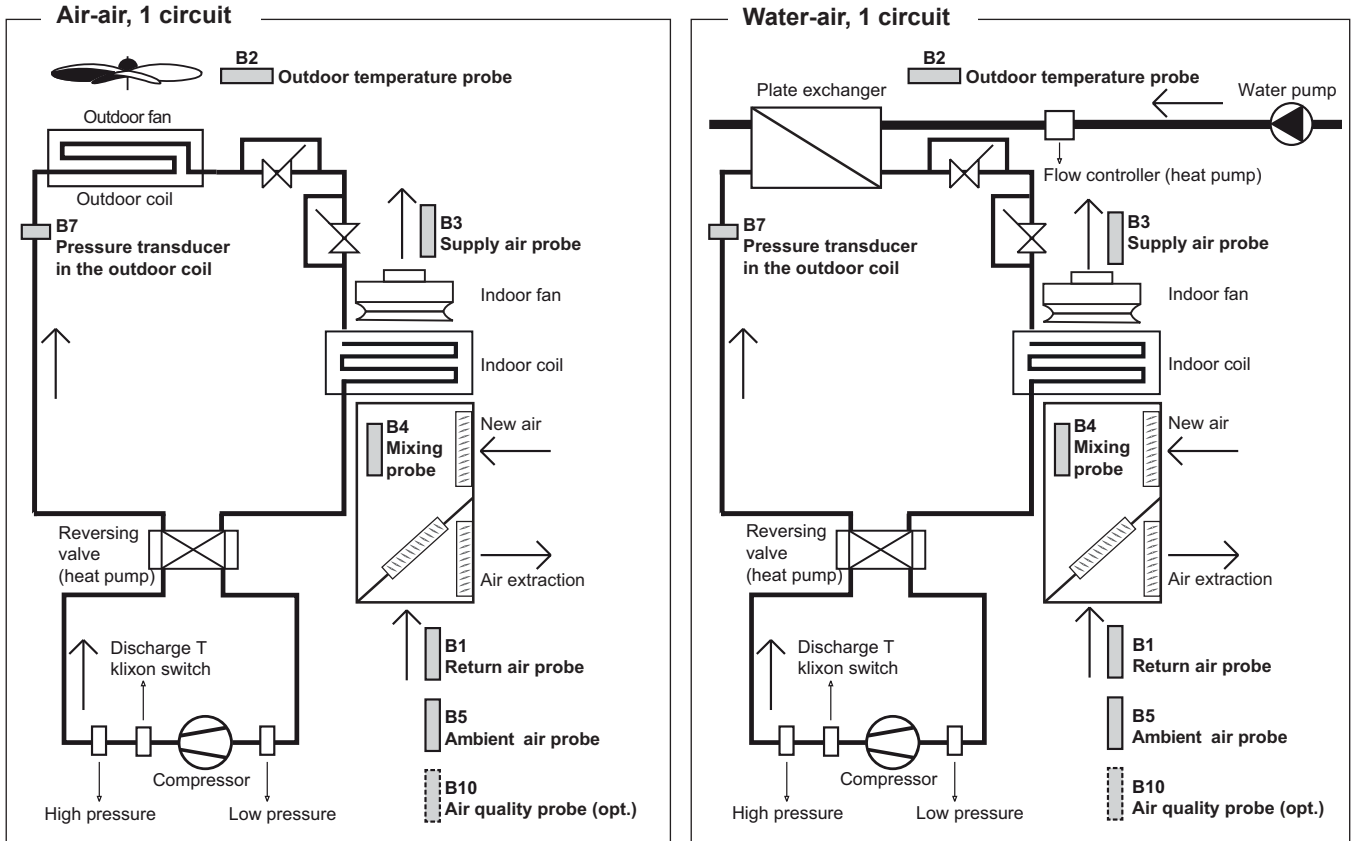 Air-air, 1 circuit
B2
Outdoor temperature probe
Outdoor fan
Outdoor coil
B7
Pressure transducer
in the outdoor coil
B3
Supply air probe
Indoor fan
Indoor coil
B4
Mixing
probe
New air
Air extraction
Reversing
valve
(heat pump)
Discharge T
klixon switch
B1
Return air probe
B5
Ambient air probe
Compressor
B10
Air quality probe (opt.)
High pressure
Low pressure
Water-air, 1 circuit
B2
Outdoor temperature probe
Plate exchanger
Water pump
Flow controller (heat pump)
B7
Pressure transducer
in the outdoor coil
B3
Supply air probe
Indoor fan
Indoor coil
B4
Mixing
probe
New air
Air extraction
Reversing
valve
(heat pump)
Discharge T
klixon switch
B1
Return air probe
B5
Ambient air probe
Compressor
B10
Air quality probe (opt.)
High pressure
Low pressure